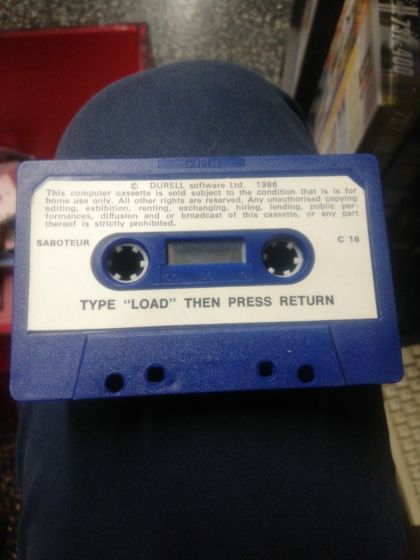 DURELL
© DURELL software Ltd. 1986
This computer cassette is sold subject to the condition that is is for
home use only. All other rights are reserved. Any unauthorised copying
editing, exhibition, renting, exchanging, hiring, lending, public per-
formances, diffusion and or broadcast of this cassette, or any part
thereof is strictly prohibited.
SABOTEUR
C 16
TYPE “LOAD” THEN PRESS RETURN